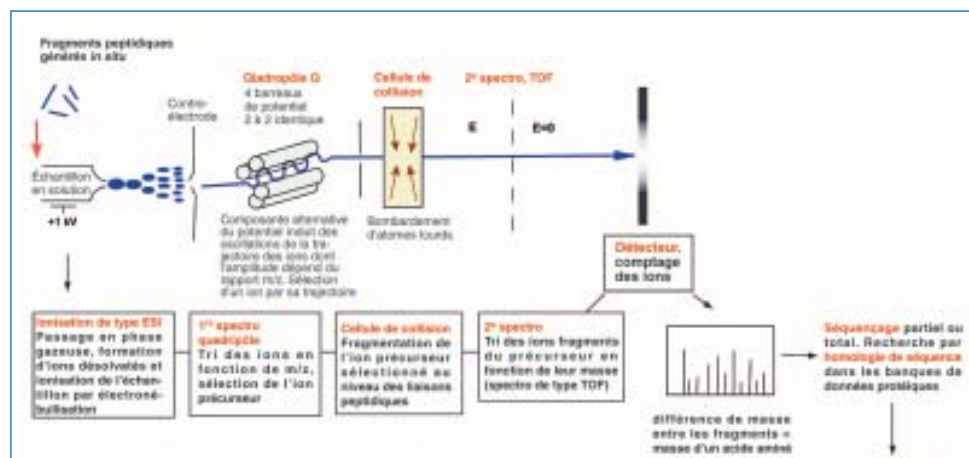 Fragments peptidiques
générés in situ
Échantillon
en solution
+1 kV
Contre-
électrode
Quadropôle Q
4 barreaux
de potentiel
2 à 2 identique
Composante alternative
du potentiel induit des
oscillations de la tra-
jectoire des ions dont
l'amplitude dépend du
rapport m/z. Sélection
d'un ion par sa trajectoire
Cellule de
collision
Bombardement
d'atomes lourds
2e spectro, TOF
E
E=0
Détecteur,
comptage
des ions
Ionisation de type ESI
Passage en phase
gazeuse, formation
d'ions désolvatés et
ionisation de l'échan-
tillon par électroné-
bullisation
1er spectro
quadripôle
Tri des ions en
fonction de m/z,
sélection de l'ion
précurseur
Cellule de collision
Fragmentation de
l'ion précurseur
sélectionné au
niveau des liaisons
peptidiques
2e spectro
Tri des ions fragments
du précurseur en
fonction de leur masse
(spectro de type TOF)
différence de masse
entre les fragments =
masse d'un acide aminé
Séquençage partiel ou
total. Recherche par
homologie de séquence
dans les banques de
données protéiques